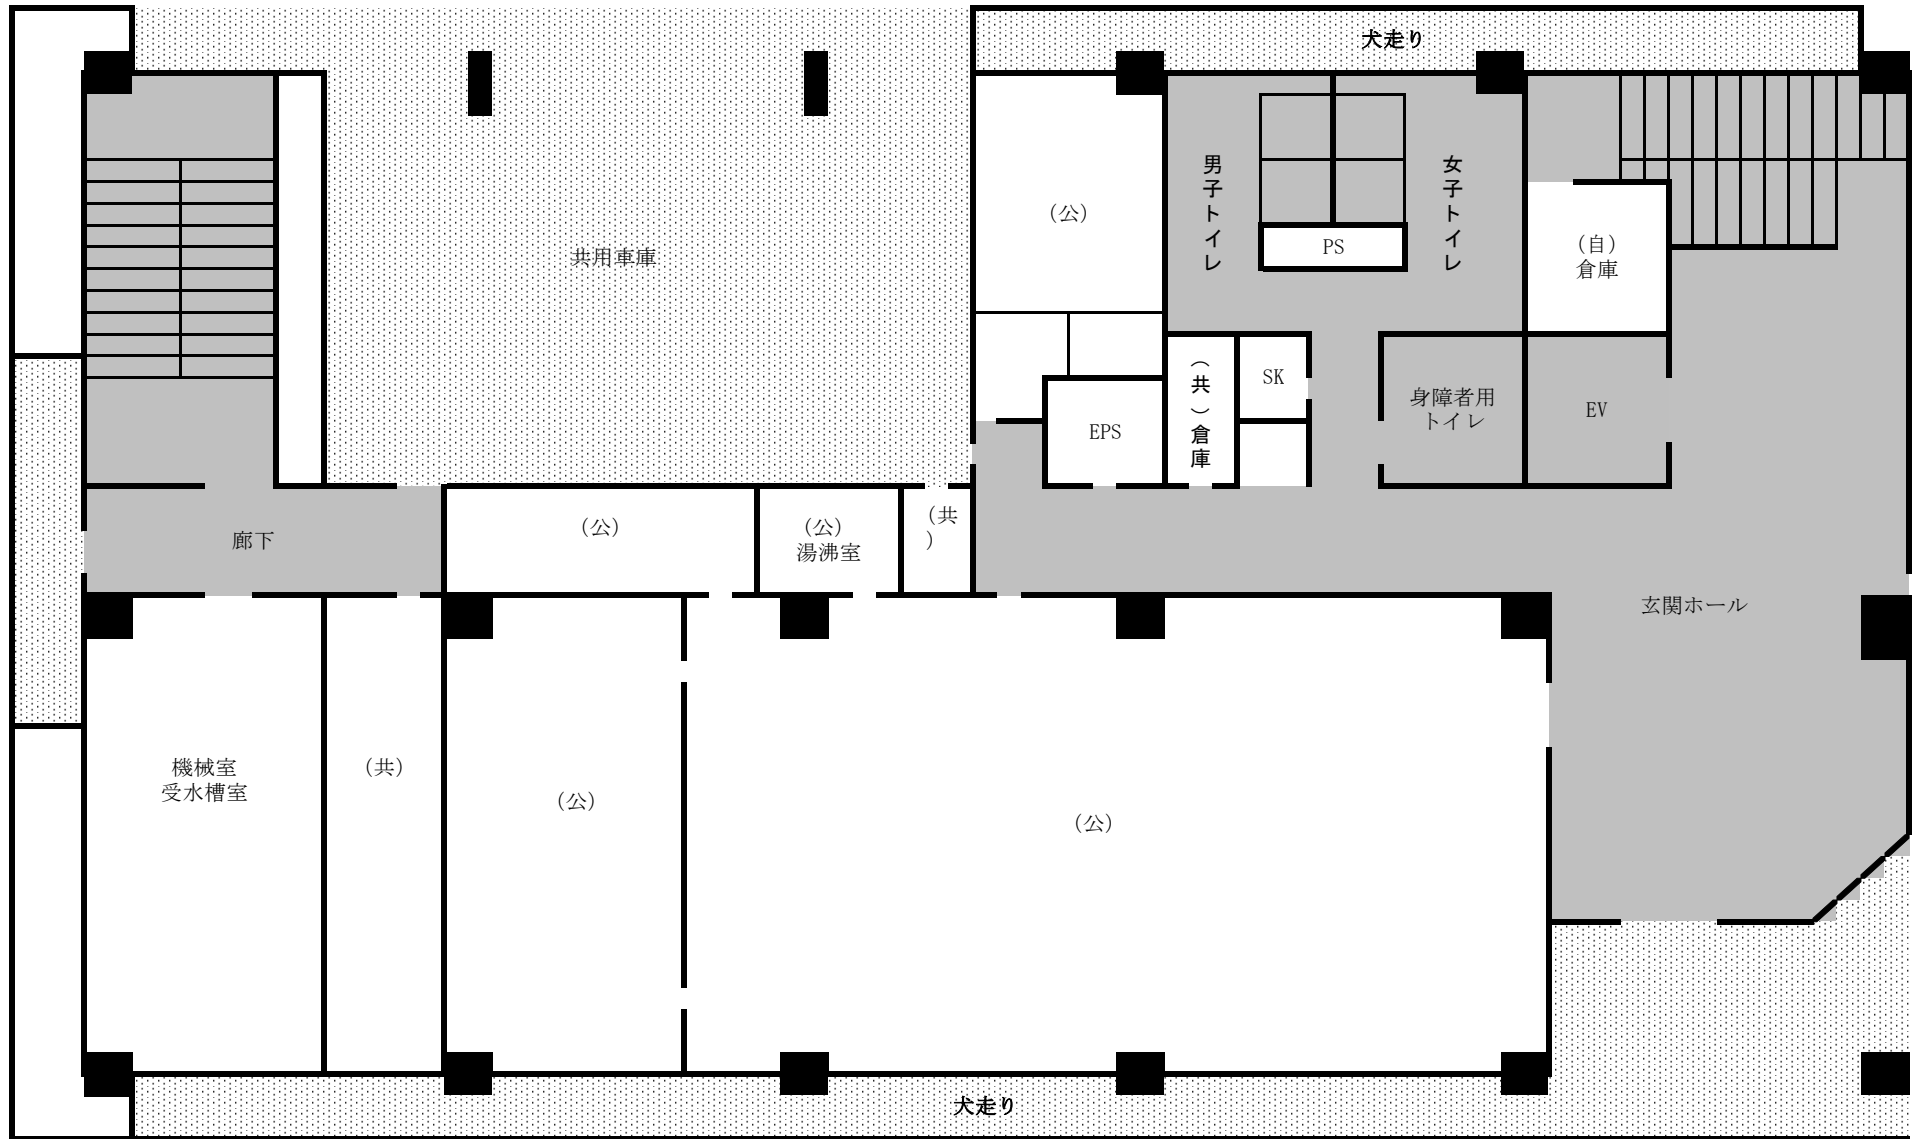 犬走り
男子トイレ
女子トイレ
（公）
PS
（自）
倉庫
共用車庫
（共）倉庫
SK
身障者用
トイレ
EV
EPS
（共
）
（公）
（公）
湯沸室
廊下
玄関ホール
機械室
受水槽室
（共）
（公）
（公）
犬走り